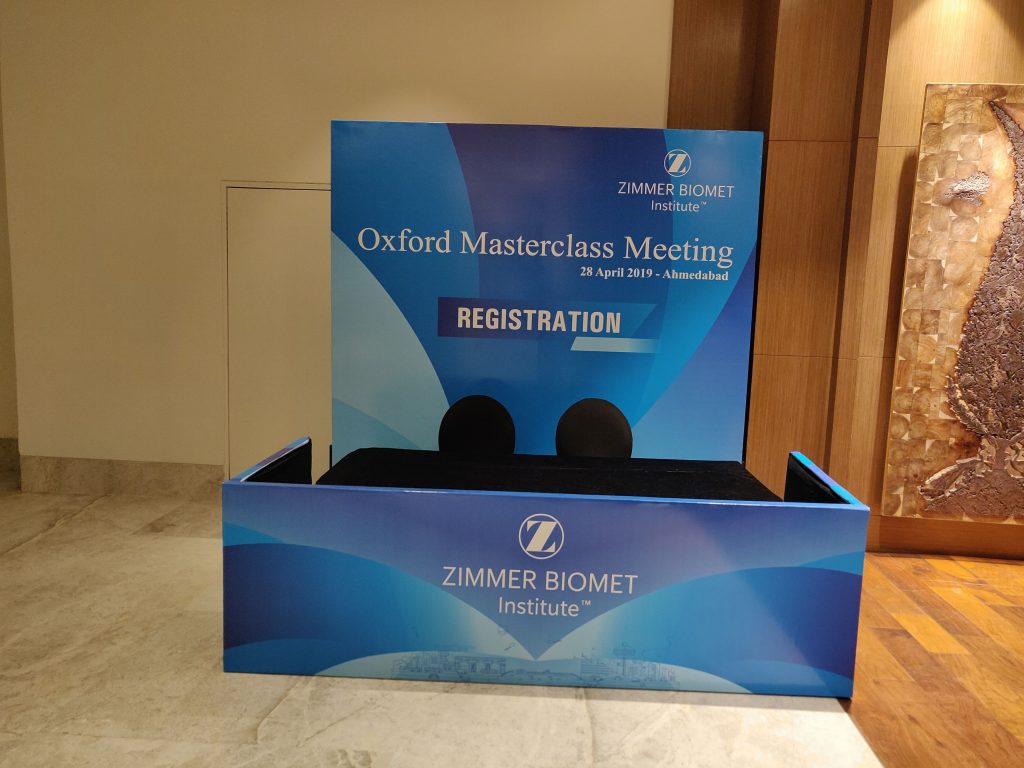 Z
ZIMMER BIOMET
Institute™
Oxford Masterclass Meeting
28 April 2019 - Ahmedabad
REGISTRATION
Z
ZIMMER BIOMET
Institute™